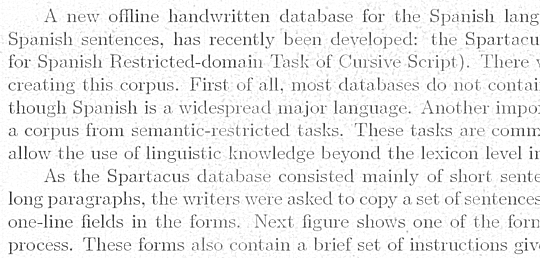 A new offline handwritten database for the Spanish lang
Spanish sentences, has recently been developed: the Spartacu
for Spanish Restricted-domain Task of Cursive Script). There
creating this corpus. First of all, most databases do not contai
though Spanish is a widespread major language. Another impo
a corpus from semantic-restricted tasks. These tasks are comm
allow the use of linguistic knowledge beyond the lexicon level in
As the Spartacus database consisted mainly of short sente
long paragraphs, the writers were asked to copy a set of sentences
one-line fields in the forms. Next figure shows one of the form
process. These forms also contain a brief set of instructions give